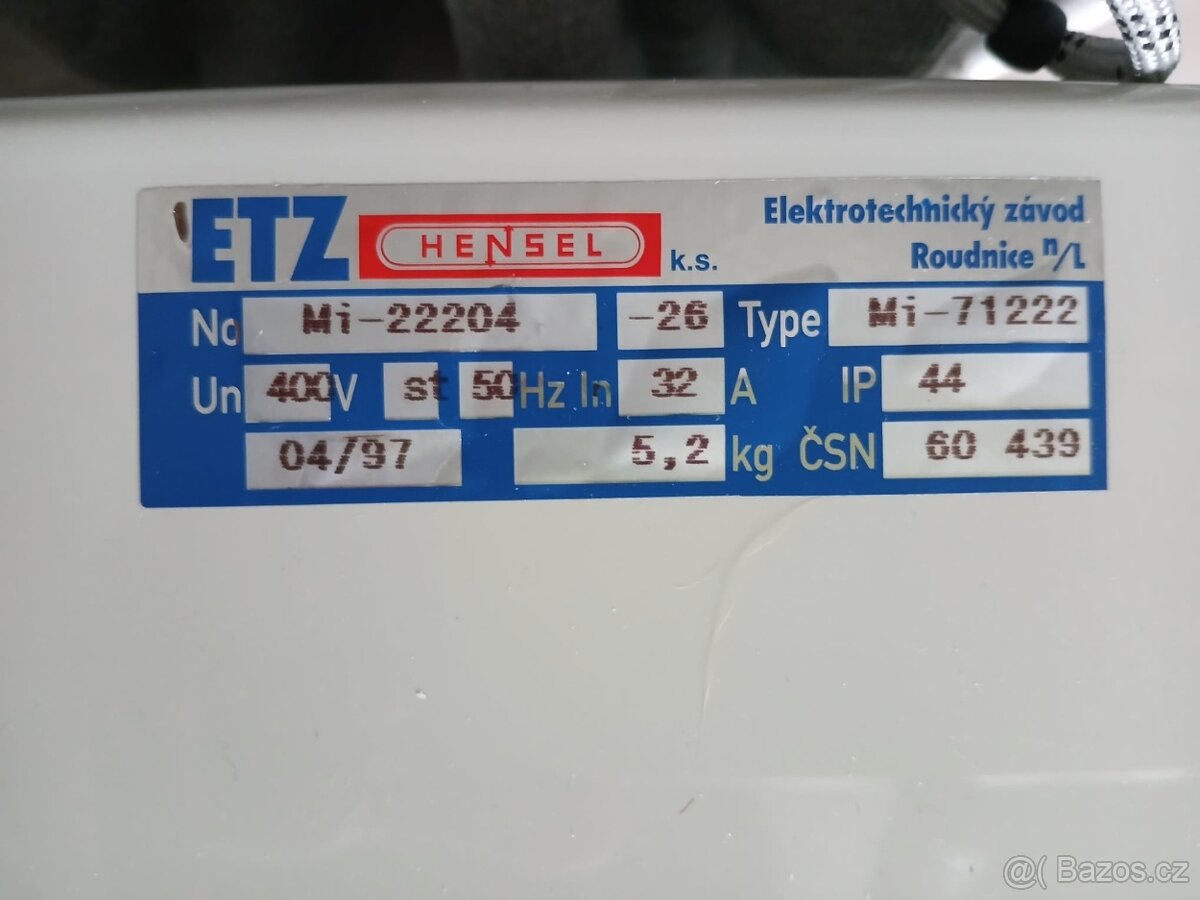 ETZ HENSEL k.s. Elektrotechnický závod
Roudnice n/L
No Mi-22204 -26 Type Mi-71222
Un 400V st 50Hz In 32 A IP 44
04/97 5,2 kg ČSN 60 439
@( Bazos.cz